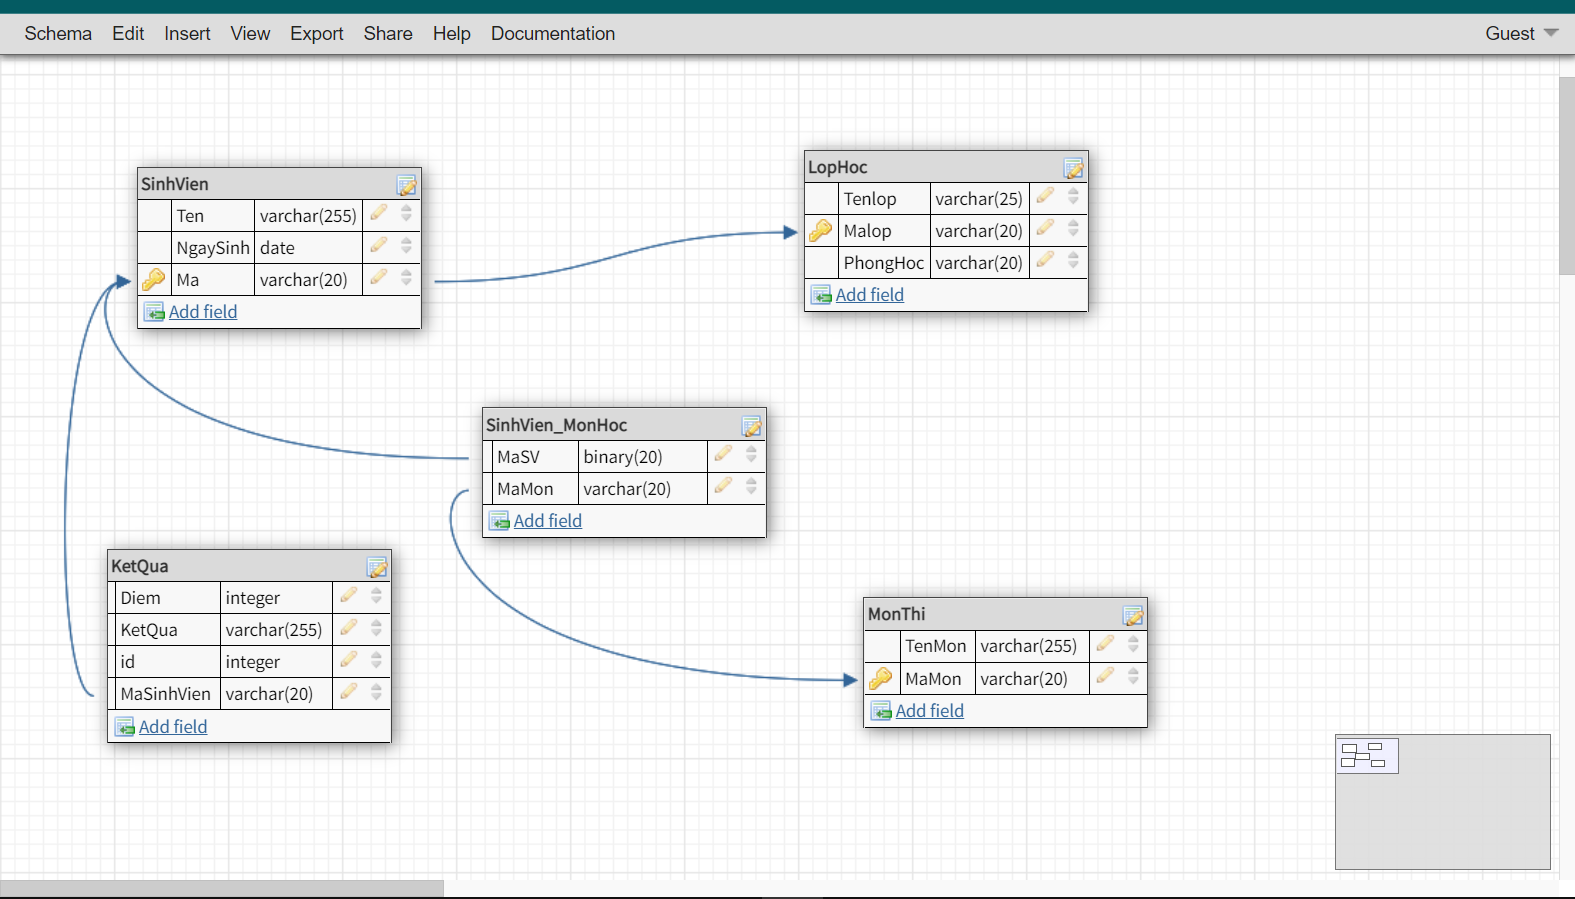 Schema Edit Insert View Export Share Help Documentation Guest
SinhVien
Ten varchar(255)
NgaySinh date
Ma varchar(20)
Add field
LopHoc
Tenlop varchar(25)
Malop varchar(20)
PhongHoc varchar(20)
Add field
SinhVien_MonHoc
MaSV binary(20)
MaMon varchar(20)
Add field
KetQua
Diem integer
KetQua varchar(255)
id integer
MaSinhVien varchar(20)
Add field
MonThi
TenMon varchar(255)
MaMon varchar(20)
Add field